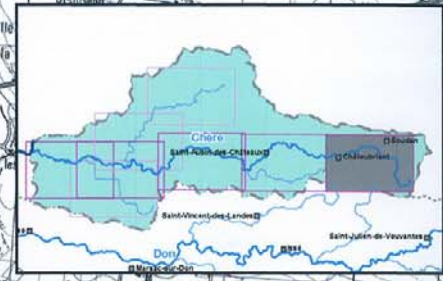 Chère
Soudan
Saint-Aubin-des-Châteaux
Châteaubriant
Saint-Vincent-des-Landes
Saint-Julien-de-Vouvantes
Don
Marsac-sur-Don